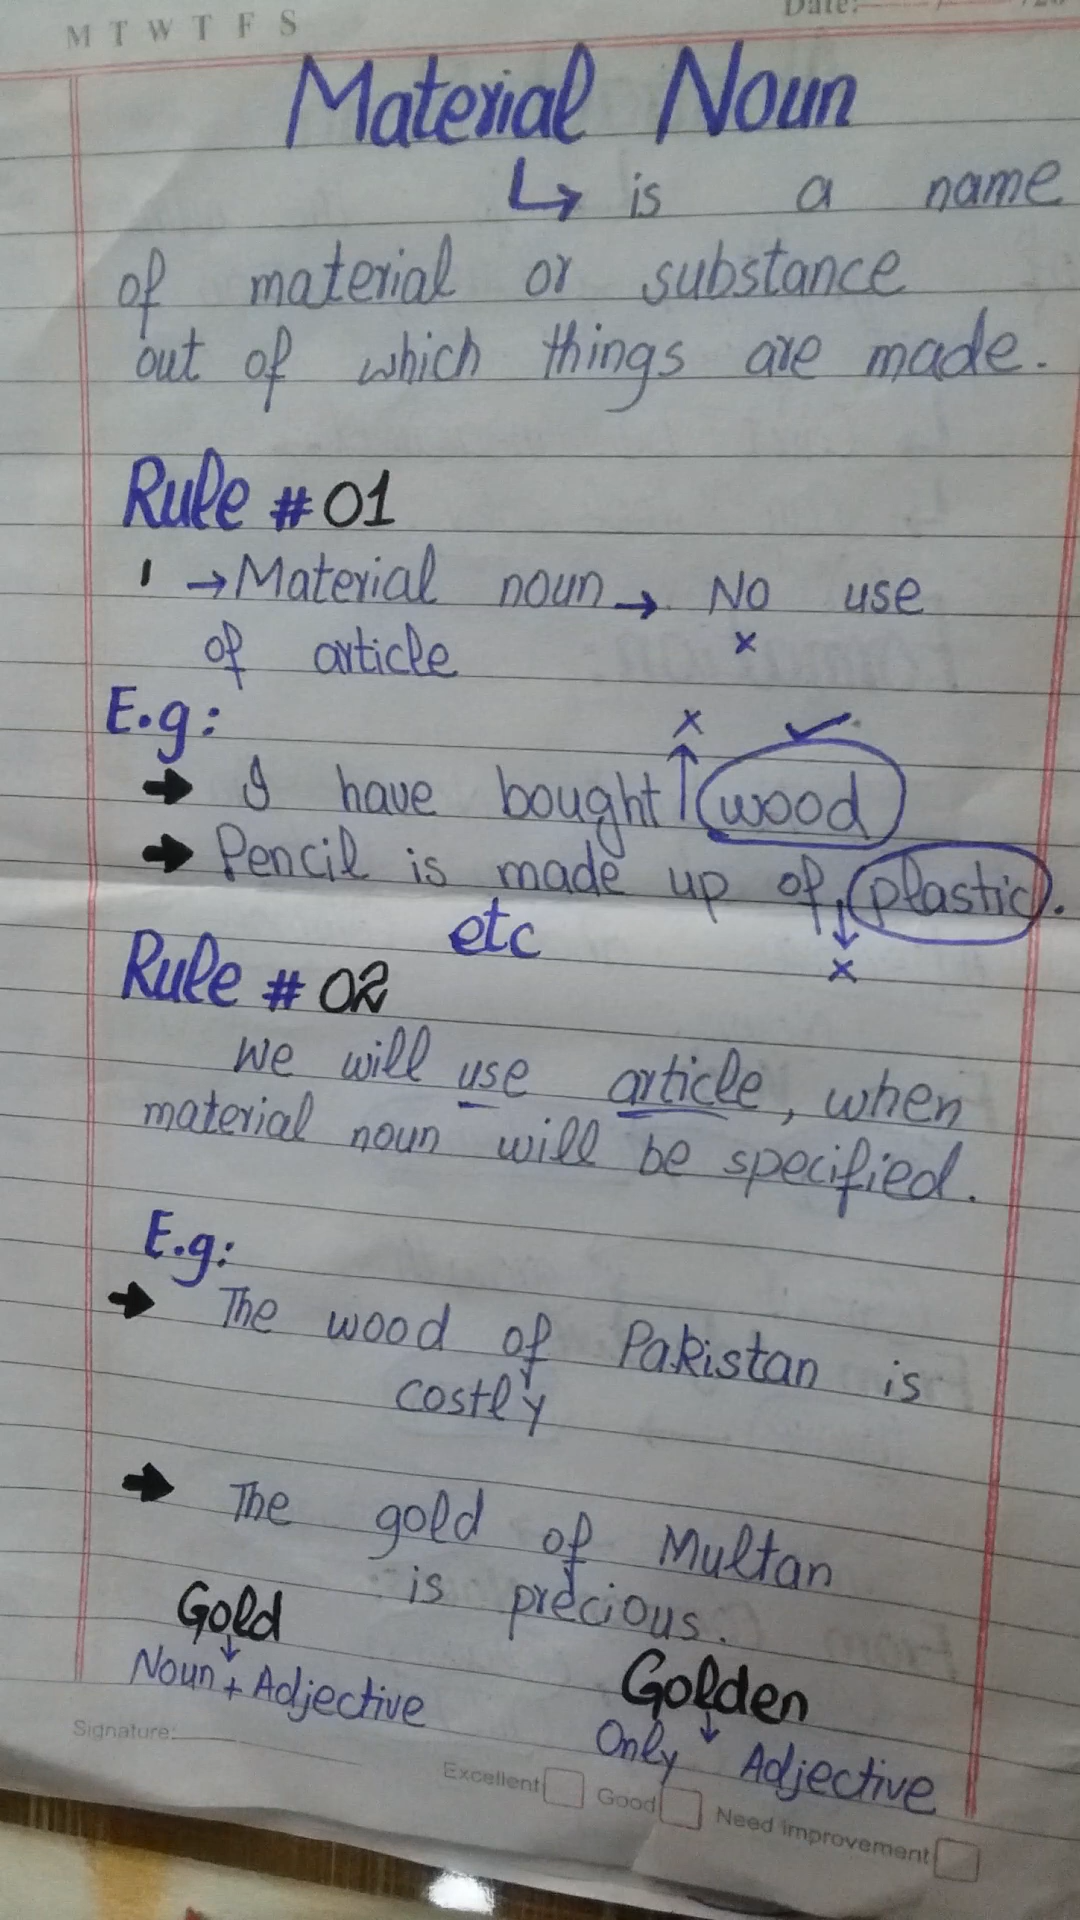 M T W T F S Date:
Material Noun
↳ is a name
of material or substance
out of which things are made.
Rule # 01
1 → Material noun → No use
x
of article
E.g:
x ✓
➔ I have bought ↑ wood
➔ Pencil is made up of ↓ plastic.
x
etc
Rule # 02
We will use article, when
material noun will be specified.
E.g:
➔ The wood of Pakistan is
costly
➔ The gold of Multan
is precious.
Gold
↓
Noun + Adjective
Golden
↓
Only Adjective
Signature:
Excellent Good Need improvement